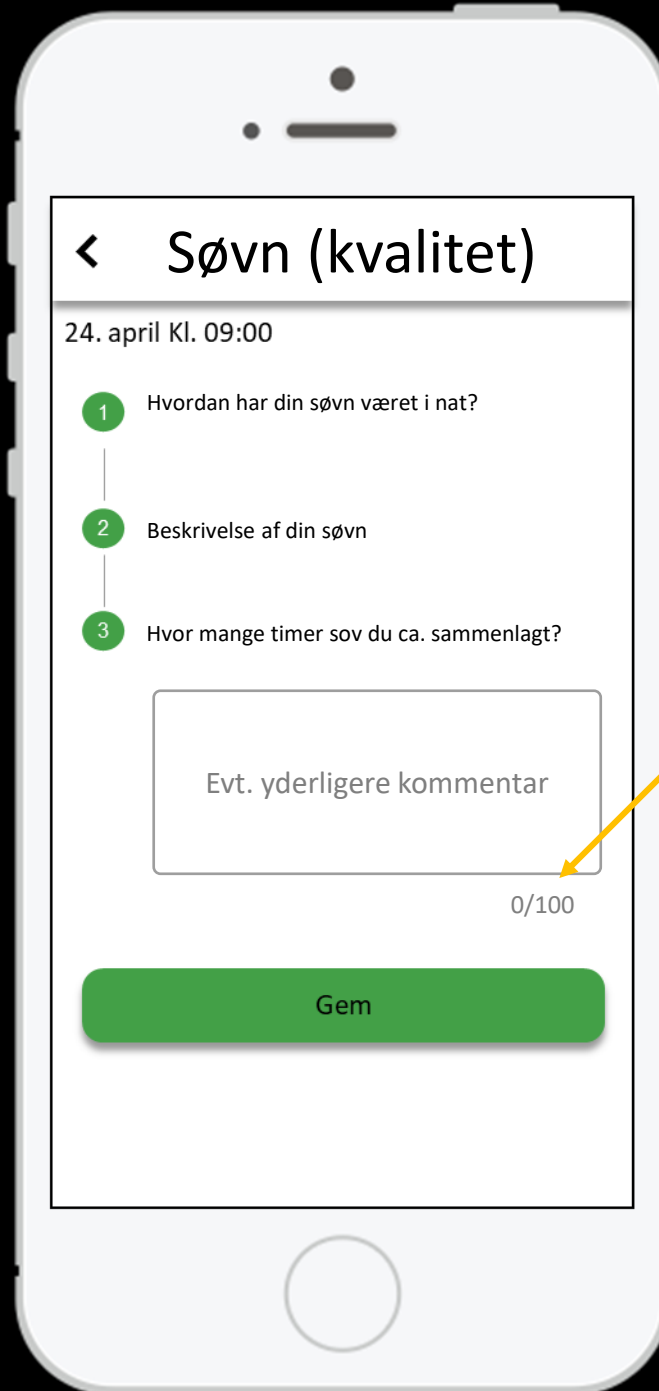 Søvn (kvalitet)
24. april Kl. 09:00
1 Hvordan har din søvn været i nat?
2 Beskrivelse af din søvn
3 Hvor mange timer sov du ca. sammenlagt?
Evt. yderligere kommentar
0/100
Gem